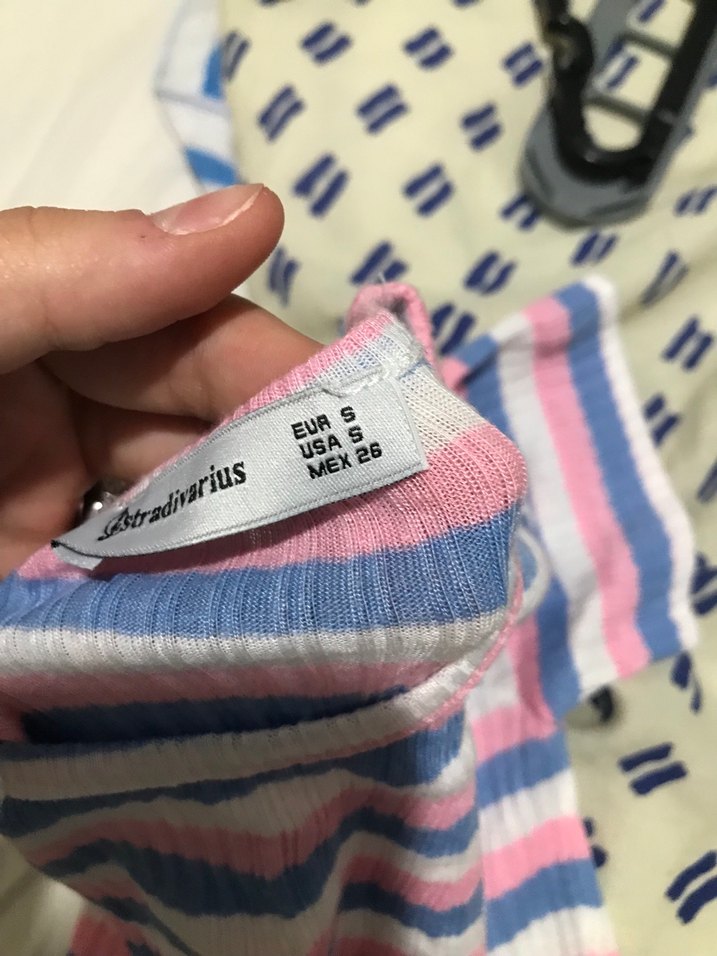 stradivarius
EUR S
USA S
MEX 26